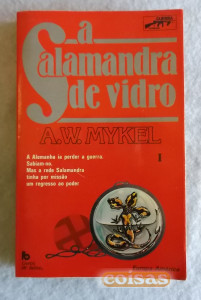 a
Salamandra
de vidro
A.W. MYKEL
I
A Alemanha ia perder a guerra.
Sabiam-no.
Mas a rede Salamandra
tinha por missão
um regresso ao poder
coisas